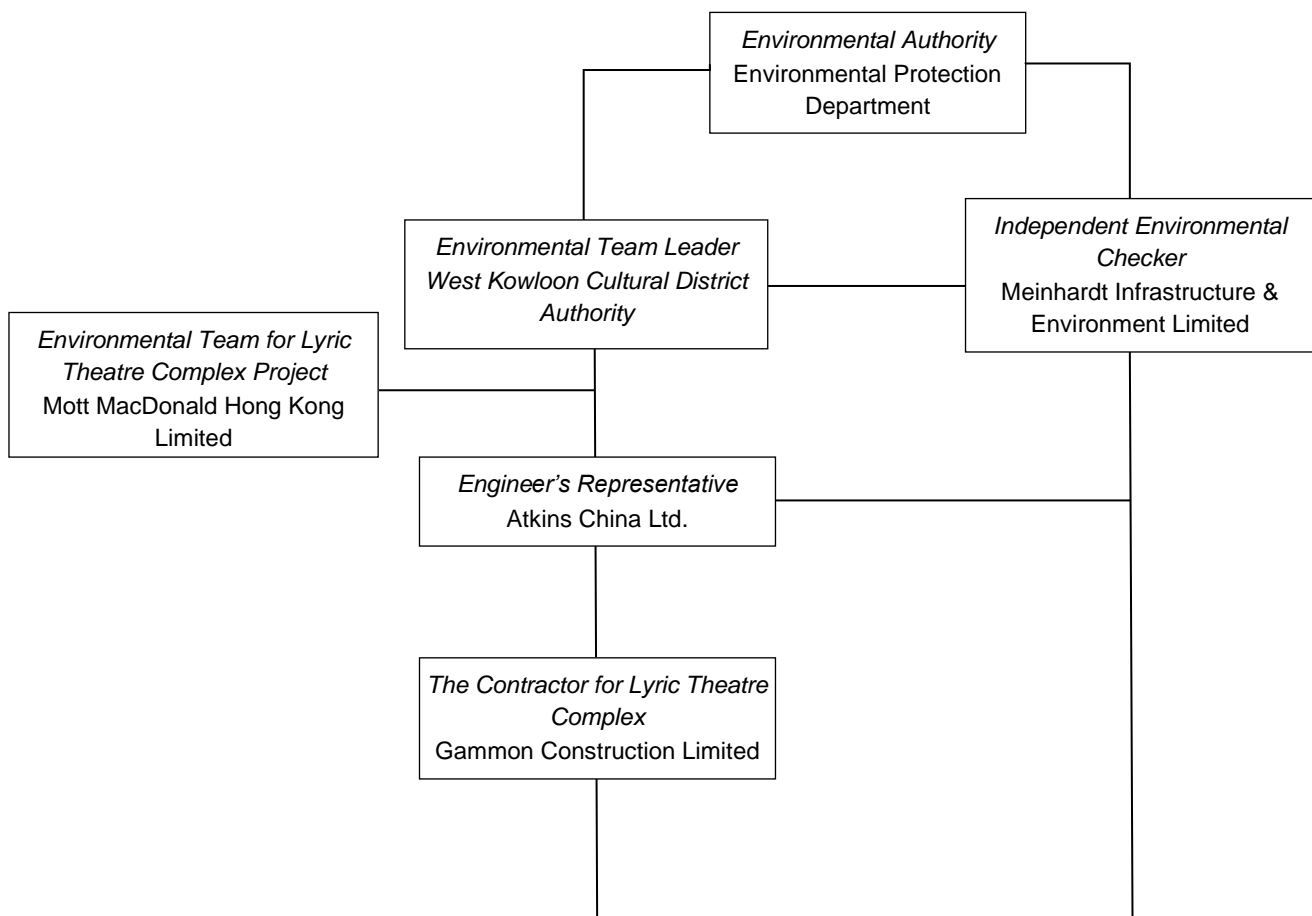 Environmental Authority
Environmental Protection
Department
Environmental Team Leader
West Kowloon Cultural District
Authority
Independent Environmental
Checker
Meinhardt Infrastructure &
Environment Limited
Environmental Team for Lyric
Theatre Complex Project
Mott MacDonald Hong Kong
Limited
Engineer’s Representative
Atkins China Ltd.
The Contractor for Lyric Theatre
Complex
Gammon Construction Limited